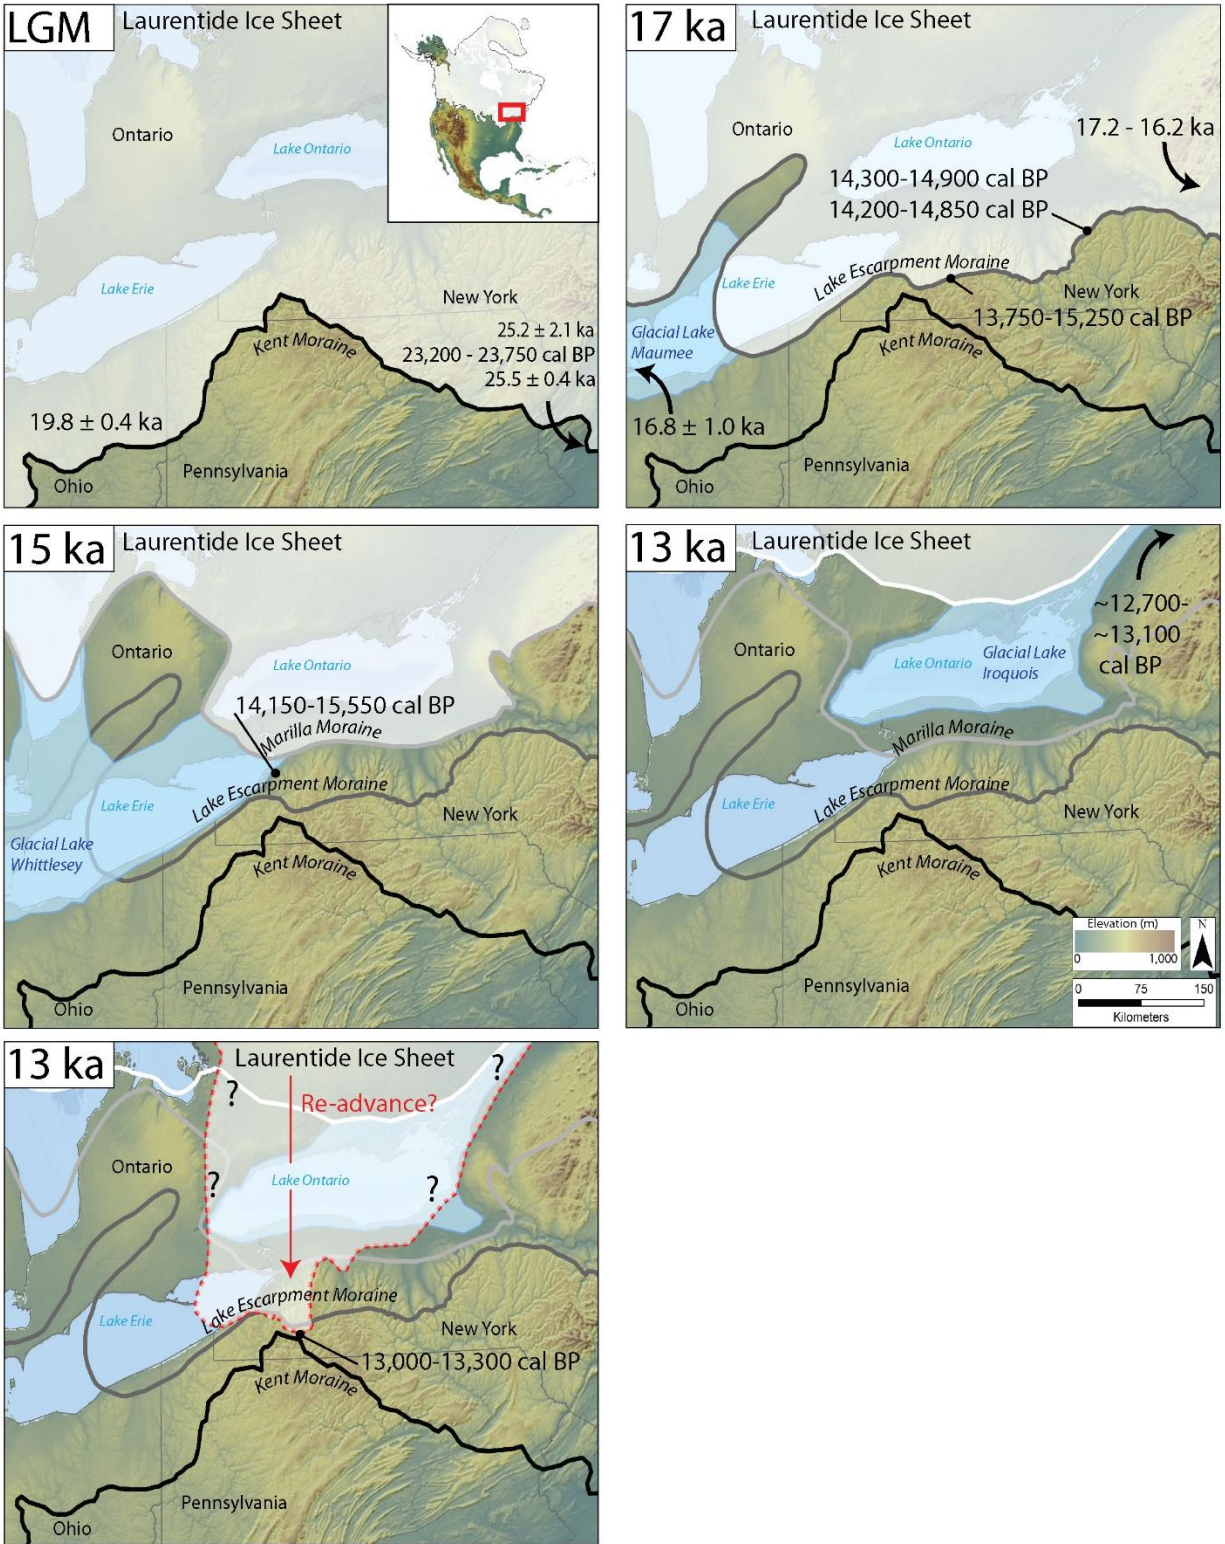 LGM
Laurentide Ice Sheet
Ontario
Lake Ontario
Lake Erie
New York
Kent Moraine
25.2 ± 2.1 ka
23,200 - 23,750 cal BP
25.5 ± 0.4 ka
19.8 ± 0.4 ka
Pennsylvania
Ohio
17 ka
Laurentide Ice Sheet
Ontario
17.2 - 16.2 ka
Lake Ontario
14,300-14,900 cal BP
14,200-14,850 cal BP
Lake Escarpment Moraine
Lake Erie
New York
13,750-15,250 cal BP
Glacial Lake
Maumee
Kent Moraine
16.8 ± 1.0 ka
Pennsylvania
Ohio
15 ka
Laurentide Ice Sheet
Ontario
Lake Ontario
14,150-15,550 cal BP
Marilla Moraine
Lake Escarpment Moraine
Lake Erie
New York
Glacial Lake
Whittlesey
Kent Moraine
Pennsylvania
Ohio
13 ka
Laurentide Ice Sheet
~12,700-
~13,100
cal BP
Ontario
Lake Ontario
Glacial Lake
Iroquois
Marilla Moraine
Lake Escarpment Moraine
Lake Erie
New York
Kent Moraine
Elevation (m)
0 1,000
N
0 75 150
Kilometers
Pennsylvania
Ohio
13 ka
Laurentide Ice Sheet
?
?
Re-advance?
Ontario
?
Lake Ontario
?
Lake Escarpment Moraine
Lake Erie
New York
13,000-13,300 cal BP
Kent Moraine
Pennsylvania
Ohio